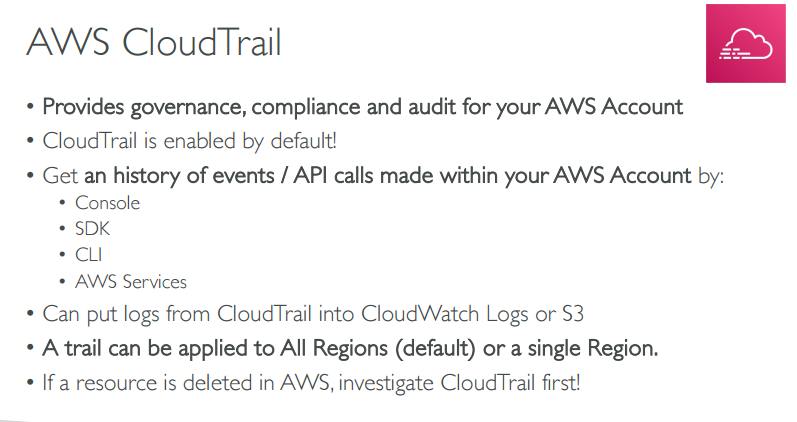 AWS CloudTrail
• Provides governance, compliance and audit for your AWS Account
• CloudTrail is enabled by default!
• Get an history of events / API calls made within your AWS Account by:
• Console
• SDK
• CLI
• AWS Services
• Can put logs from CloudTrail into CloudWatch Logs or S3
• A trail can be applied to All Regions (default) or a single Region.
• If a resource is deleted in AWS, investigate CloudTrail first!